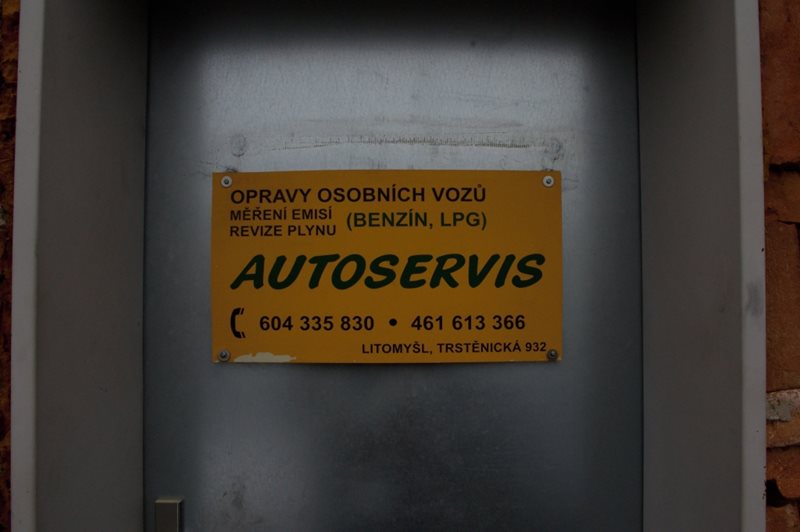 OPRAVY OSOBNÍCH VOZŮ
MĚŘENÍ EMISÍ
REVIZE PLYNU
(BENZÍN, LPG)
AUTOSERVIS
604 335 830 • 461 613 366
LITOMYŠL, TRSTĚNICKÁ 932